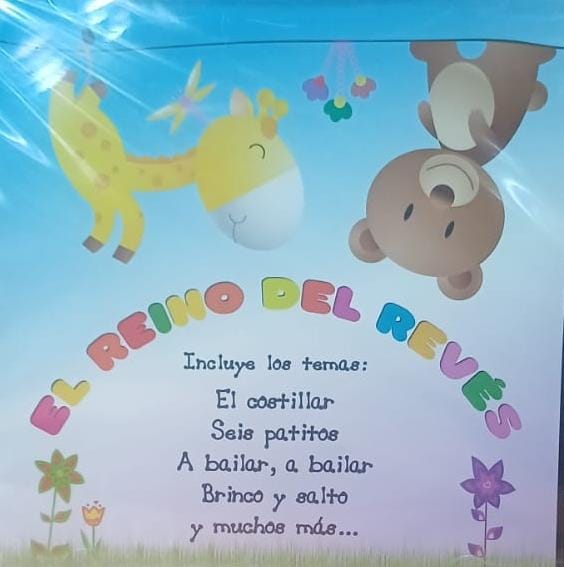 EL REINO DEL REVÉS
Incluye los temas:
El costillar
Seis patitos
A bailar, a bailar
Brinco y salto
y muchos más...